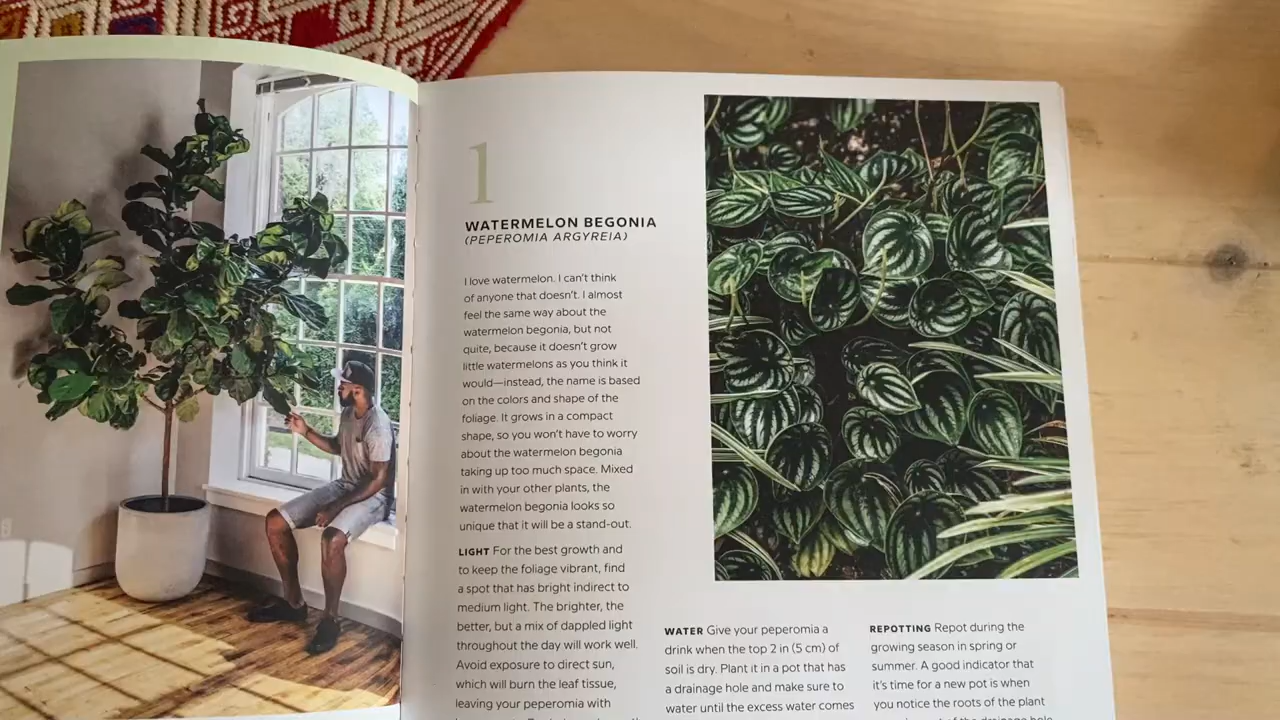 1
WATERMELON BEGONIA
(PEPEROMIA ARGYREIA)
I love watermelon. I can't think
of anyone that doesn't. I almost
feel the same way about the
watermelon begonia, but not
quite, because it doesn't grow
little watermelons as you think it
would—instead, the name is based
on the colors and shape of the
foliage. It grows in a compact
shape, so you won't have to worry
about the watermelon begonia
taking up too much space. Mixed
in with your other plants, the
watermelon begonia looks so
unique that it will be a stand-out.
LIGHT For the best growth and
to keep the foliage vibrant, find
a spot that has bright indirect to
medium light. The brighter, the
better, but a mix of dappled light
throughout the day will work well.
Avoid exposure to direct sun,
which will burn the leaf tissue,
leaving your peperomia with
WATER Give your peperomia a
drink when the top 2 in (5 cm) of
soil is dry. Plant it in a pot that has
a drainage hole and make sure to
water until the excess water comes
REPOTTING Repot during the
growing season in spring or
summer. A good indicator that
it's time for a new pot is when
you notice the roots of the plant